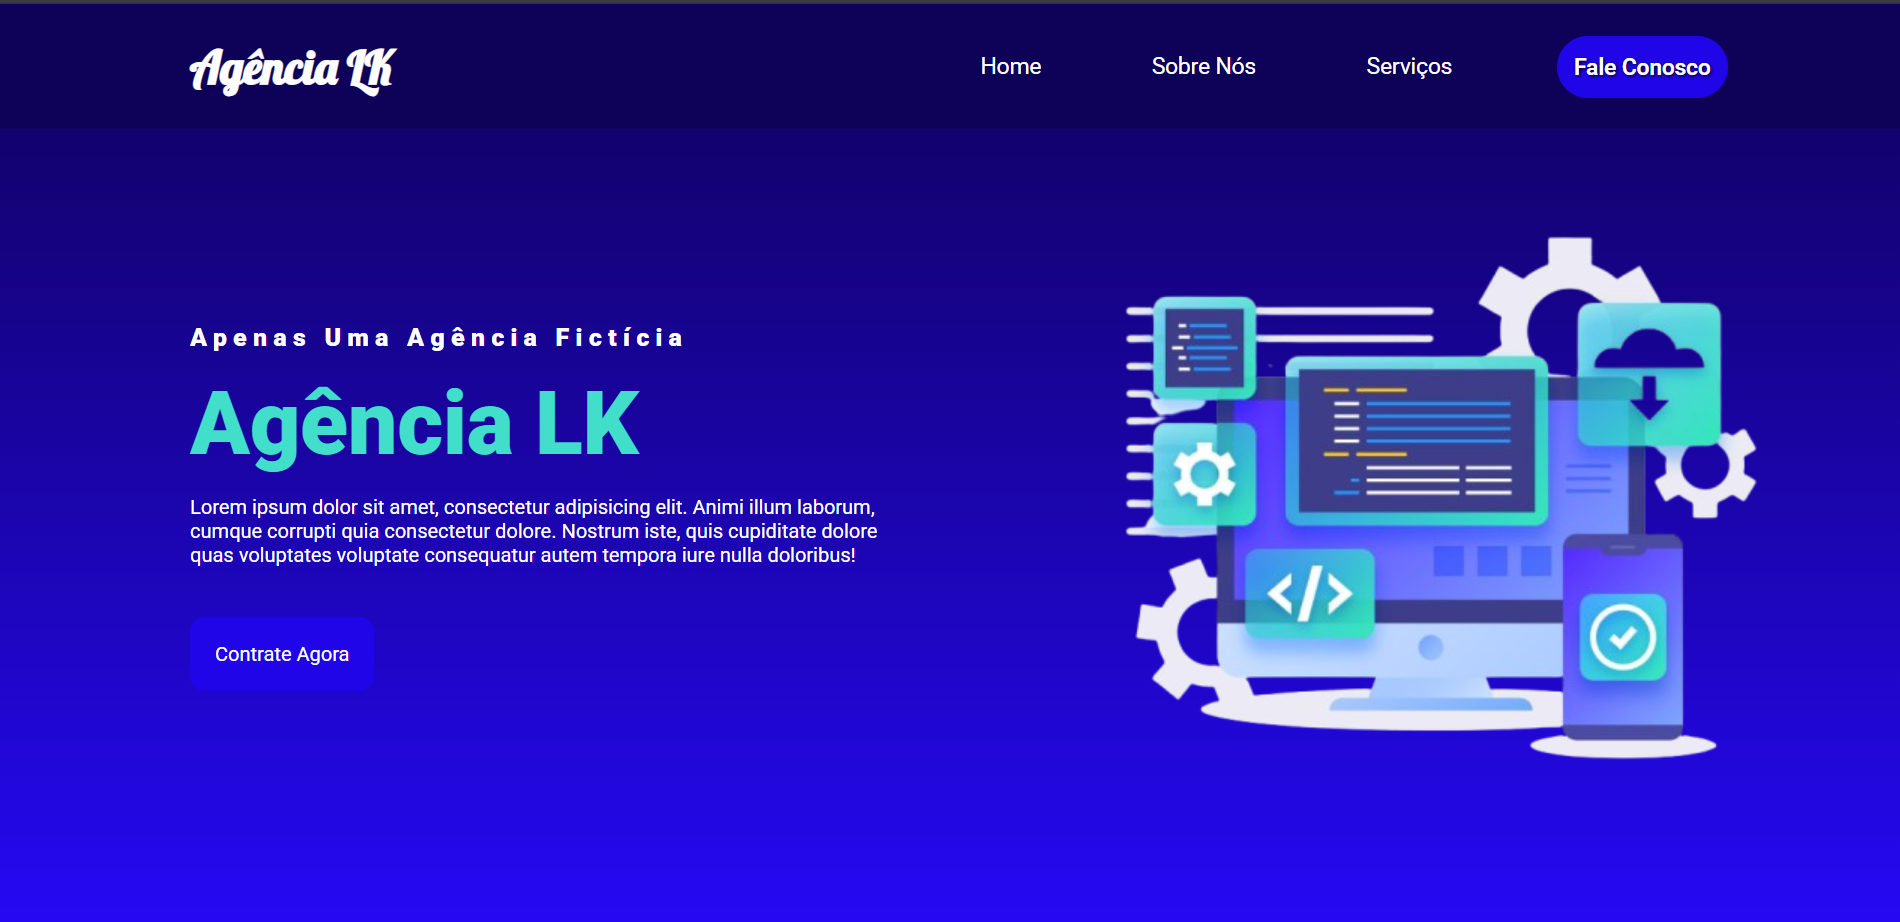 Agência LK
Home
Sobre Nós
Serviços
Fale Conosco
Apenas Uma Agência Fictícia
Agência LK
Lorem ipsum dolor sit amet, consectetur adipisicing elit. Animi illum laborum,
cumque corrupti quia consectetur dolore. Nostrum iste, quis cupiditate dolore
quas voluptates voluptate consequatur autem tempora iure nulla doloribus!
Contrate Agora
</>